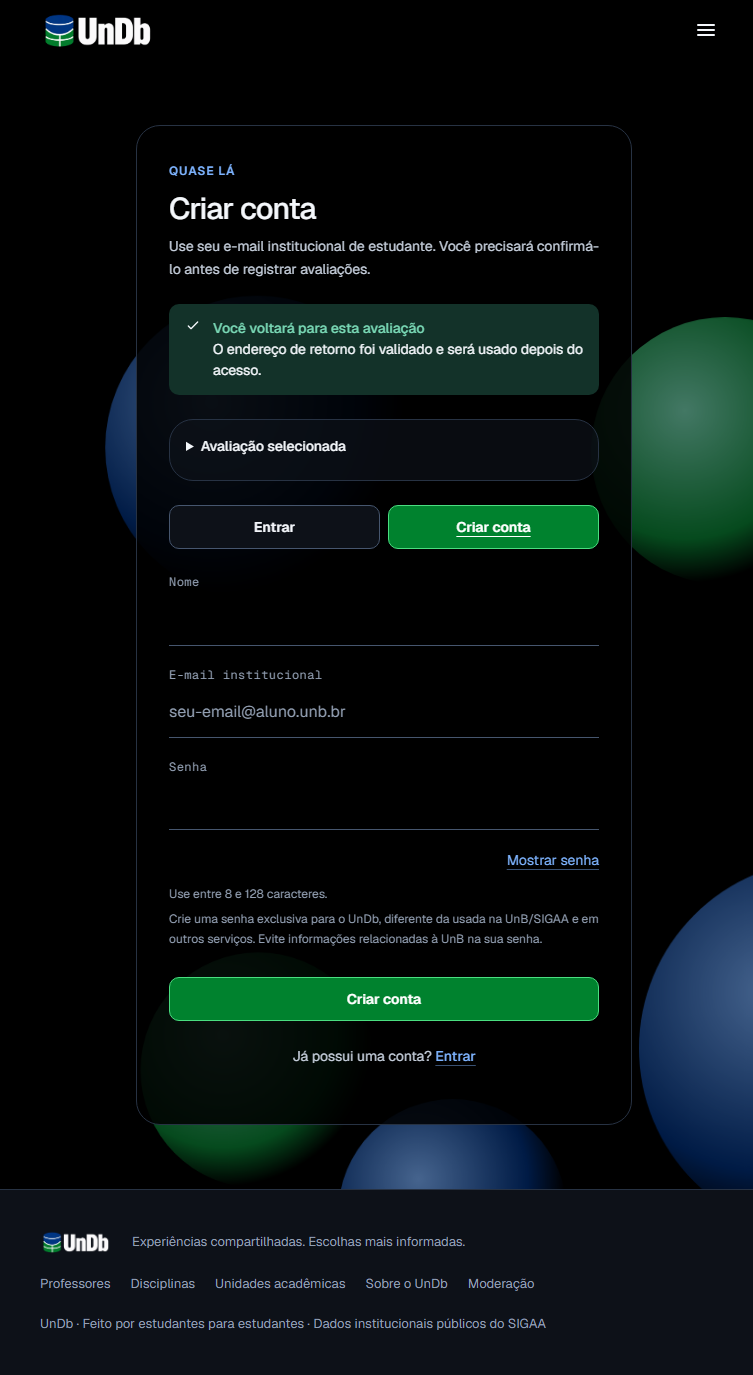 UnDb
QUASE LÁ
Criar conta
Use seu e-mail institucional de estudante. Você precisará confirmá-
lo antes de registrar avaliações.
Você voltará para esta avaliação
O endereço de retorno foi validado e será usado depois do
acesso.
Avaliação selecionada
Entrar
Criar conta
Nome
E-mail institucional
seu-email@aluno.unb.br
Senha
Mostrar senha
Use entre 8 e 128 caracteres.
Crie uma senha exclusiva para o UnDb, diferente da usada na UnB/SIGAA e em
outros serviços. Evite informações relacionadas à UnB na sua senha.
Criar conta
Já possui uma conta? Entrar
UnDb Experiências compartilhadas. Escolhas mais informadas.
Professores Disciplinas Unidades acadêmicas Sobre o UnDb Moderação
UnDb · Feito por estudantes para estudantes · Dados institucionais públicos do SIGAA